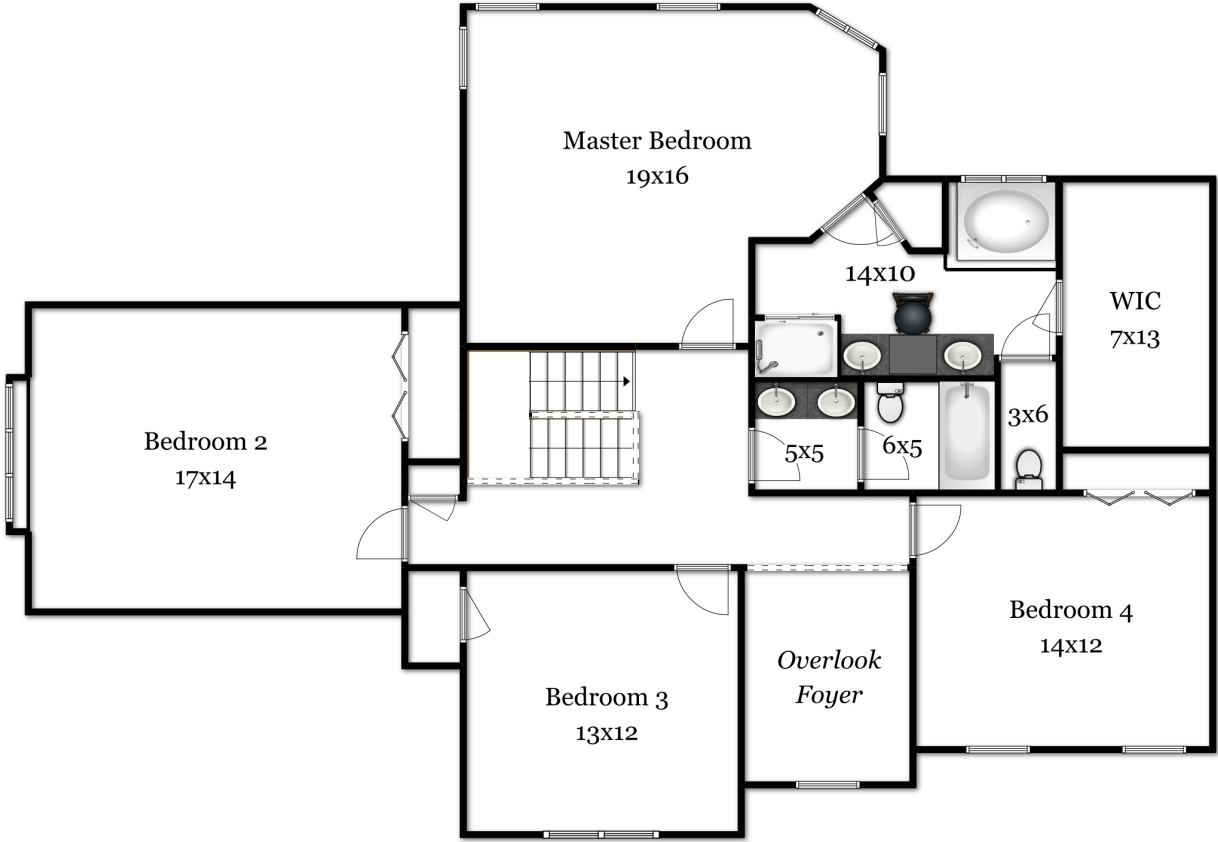 Master Bedroom
19x16
14x10
WIC
7x13
Bedroom 2
17x14
5x5
6x5
3x6
Bedroom 3
13x12
Overlook
Foyer
Bedroom 4
14x12